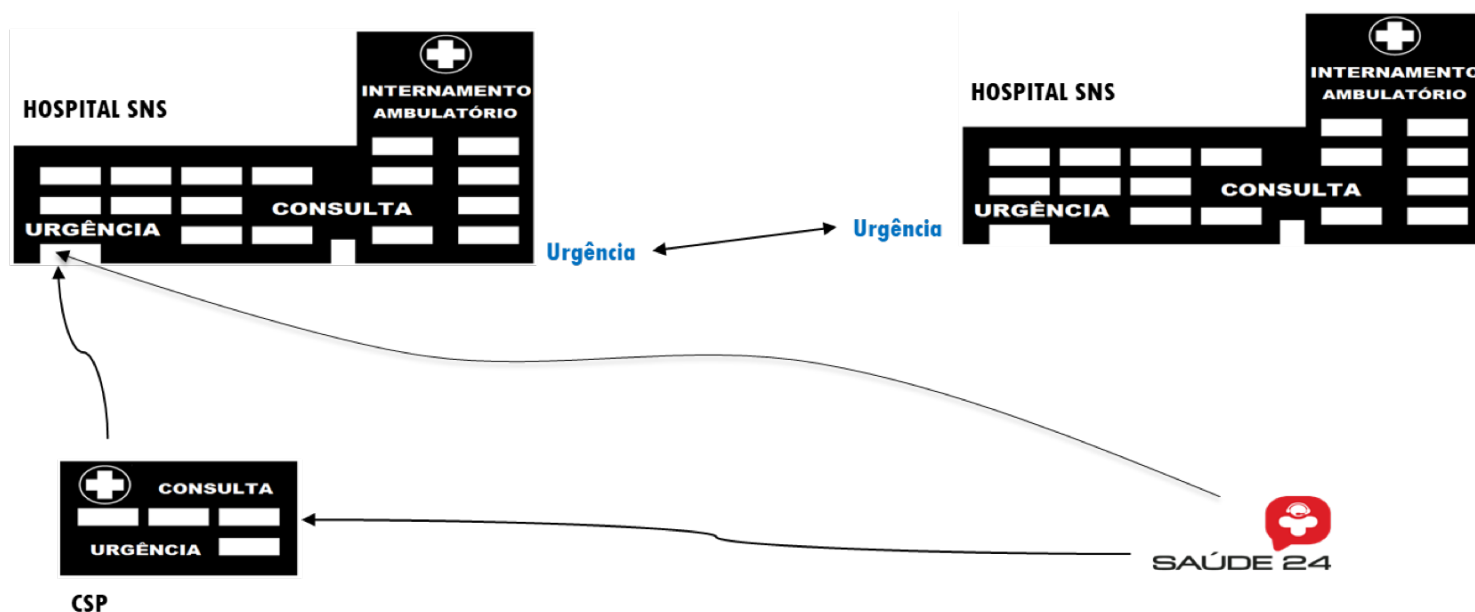 HOSPITAL SNS
INTERNAMENTO
AMBULATÓRIO
CONSULTA
URGÊNCIA
Urgência
HOSPITAL SNS
INTERNAMENTO
AMBULATÓRIO
CONSULTA
URGÊNCIA
Urgência
CONSULTA
URGÊNCIA
CSP
SAÚDE 24